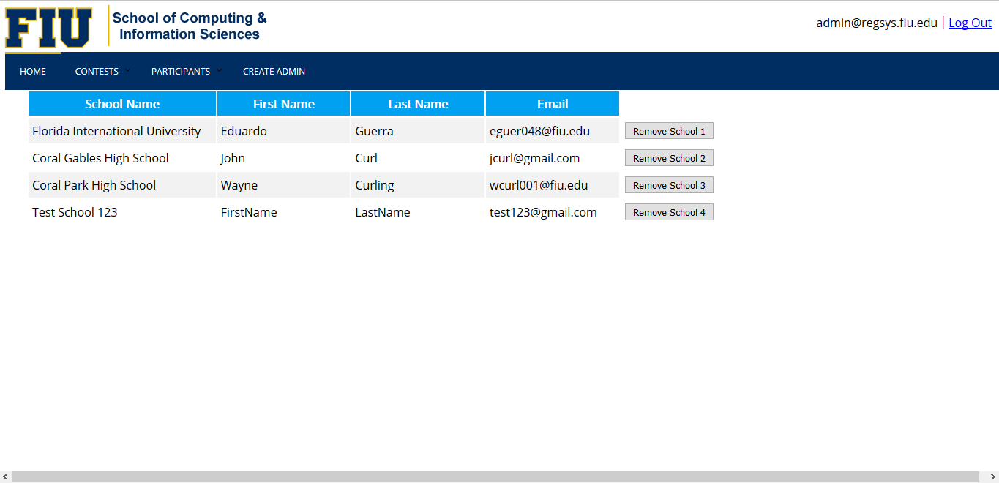 FIU School of Computing &
Information Sciences
admin@regsys.fiu.edu | Log Out
HOME CONTESTS PARTICIPANTS CREATE ADMIN
School Name First Name Last Name Email
Florida International University Eduardo Guerra eguer048@fiu.edu Remove School 1
Coral Gables High School John Curl jcurl@gmail.com Remove School 2
Coral Park High School Wayne Curling wcurl001@fiu.edu Remove School 3
Test School 123 FirstName LastName test123@gmail.com Remove School 4